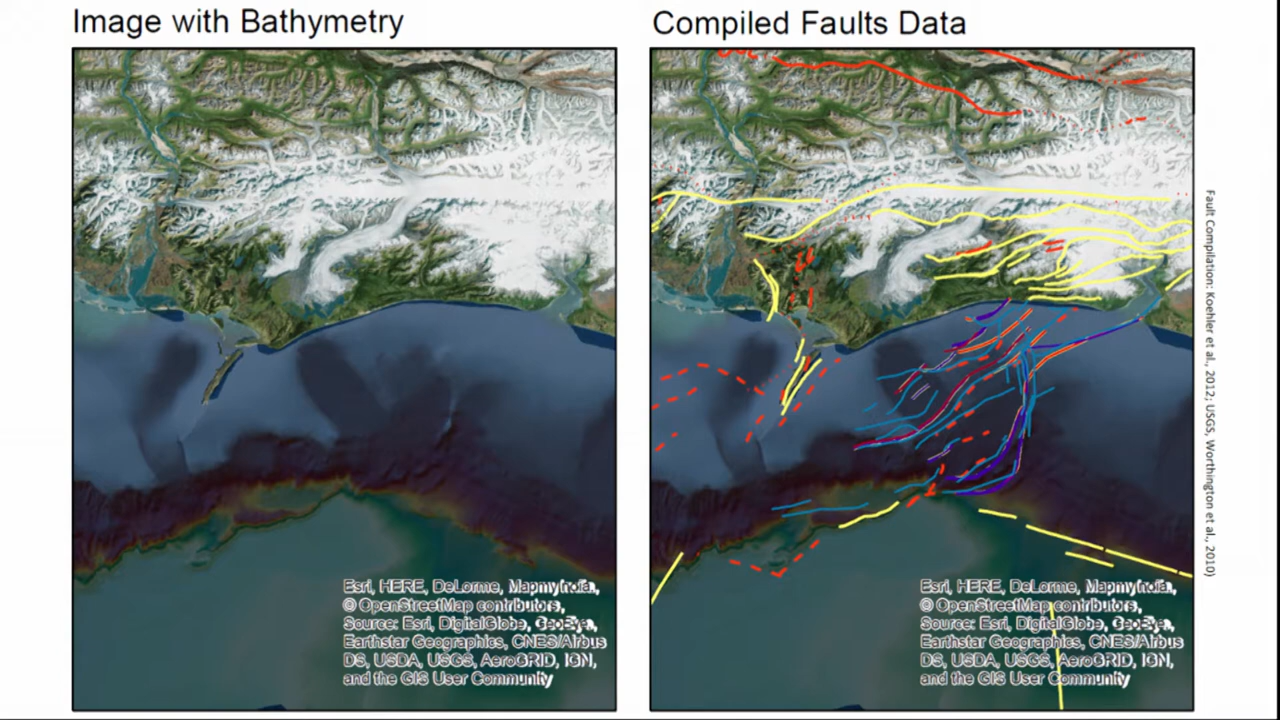 Image with Bathymetry
Esri, HERE, DeLorme, MapmyIndia,
© OpenStreetMap contributors,
Source: Esri, DigitalGlobe, GeoEye,
Earthstar Geographics, CNES/Airbus
DS, USDA, USGS, AeroGRID, IGN,
and the GIS User Community
Compiled Faults Data
Esri, HERE, DeLorme, MapmyIndia,
© OpenStreetMap contributors,
Source: Esri, DigitalGlobe, GeoEye,
Earthstar Geographics, CNES/Airbus
DS, USDA, USGS, AeroGRID, IGN,
and the GIS User Community
Fault Compilation: Koehler et al., 2012; USGS, Worthington et al., 2010)